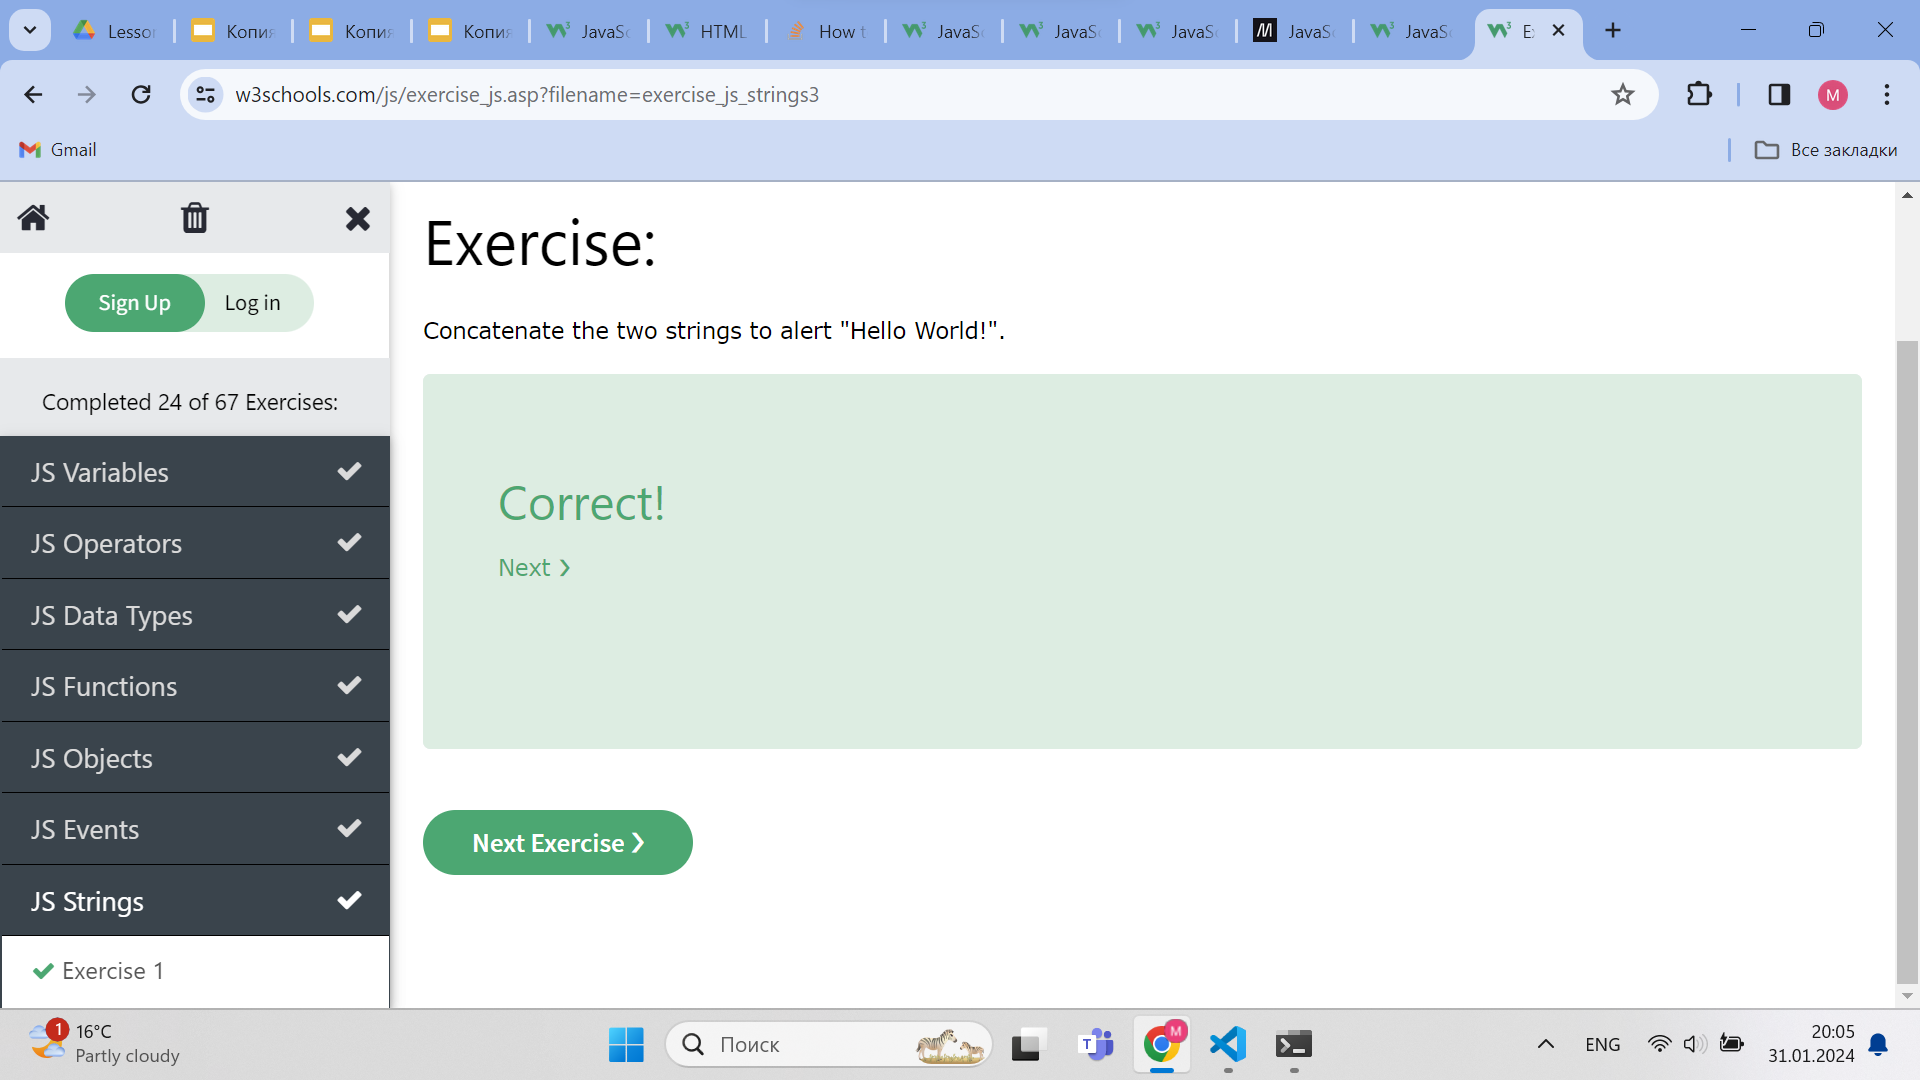 Lesso
Копия
Копия
Копия
JavaSc
HTML
How t
JavaSc
JavaSc
JavaSc
JavaSc
JavaSc
Ex
w3schools.com/js/exercise_js.asp?filename=exercise_js_strings3
M
Gmail
Все закладки
Sign Up
Log in
Completed 24 of 67 Exercises:
JS Variables
JS Operators
JS Data Types
JS Functions
JS Objects
JS Events
JS Strings
Exercise 1
Exercise:
Concatenate the two strings to alert "Hello World!".
Correct!
Next ❯
Next Exercise ❯
1
16°C
Partly cloudy
Поиск
T
M
ENG
20:05
31.01.2024